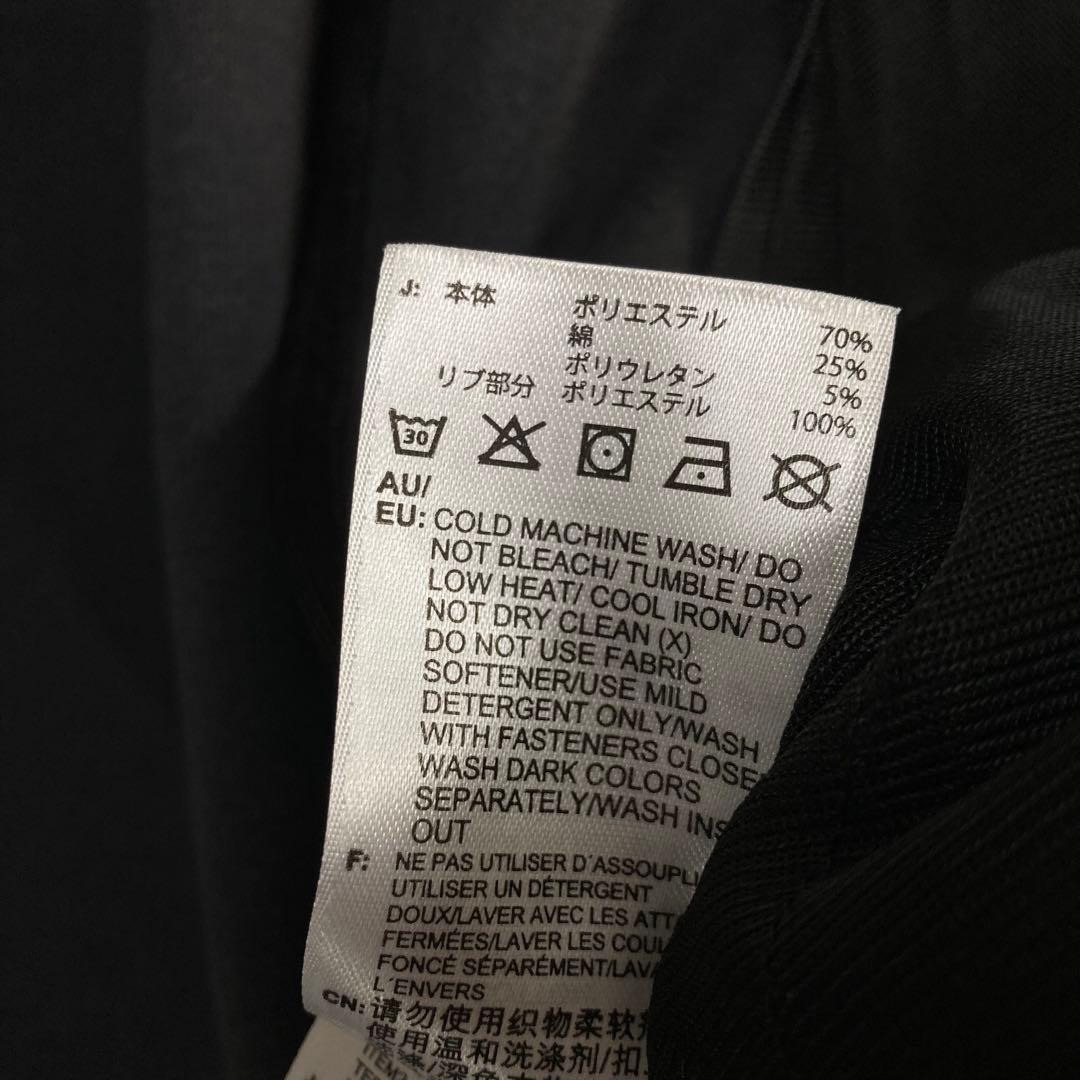 J: 本体 ポリエステル 70%
綿 25%
ポリウレタン 5%
リブ部分 ポリエステル 100%
30
AU/
EU: COLD MACHINE WASH/ DO
NOT BLEACH/ TUMBLE DRY
LOW HEAT/ COOL IRON/ DO
NOT DRY CLEAN (X)
DO NOT USE FABRIC
SOFTENER/USE MILD
DETERGENT ONLY/WASH
WITH FASTENERS CLOSE
WASH DARK COLORS
SEPARATELY/WASH INS
OUT
F: NE PAS UTILISER D´ASSOUPLI
UTILISER UN DÉTERGENT
DOUX/LAVER AVEC LES ATT
FERMÉES/LAVER LES COUL
FONCÉ SÉPARÉMENT/LAVA
L´ENVERS
CN: 请勿使用织物柔软
使用温和洗涤剂/扣